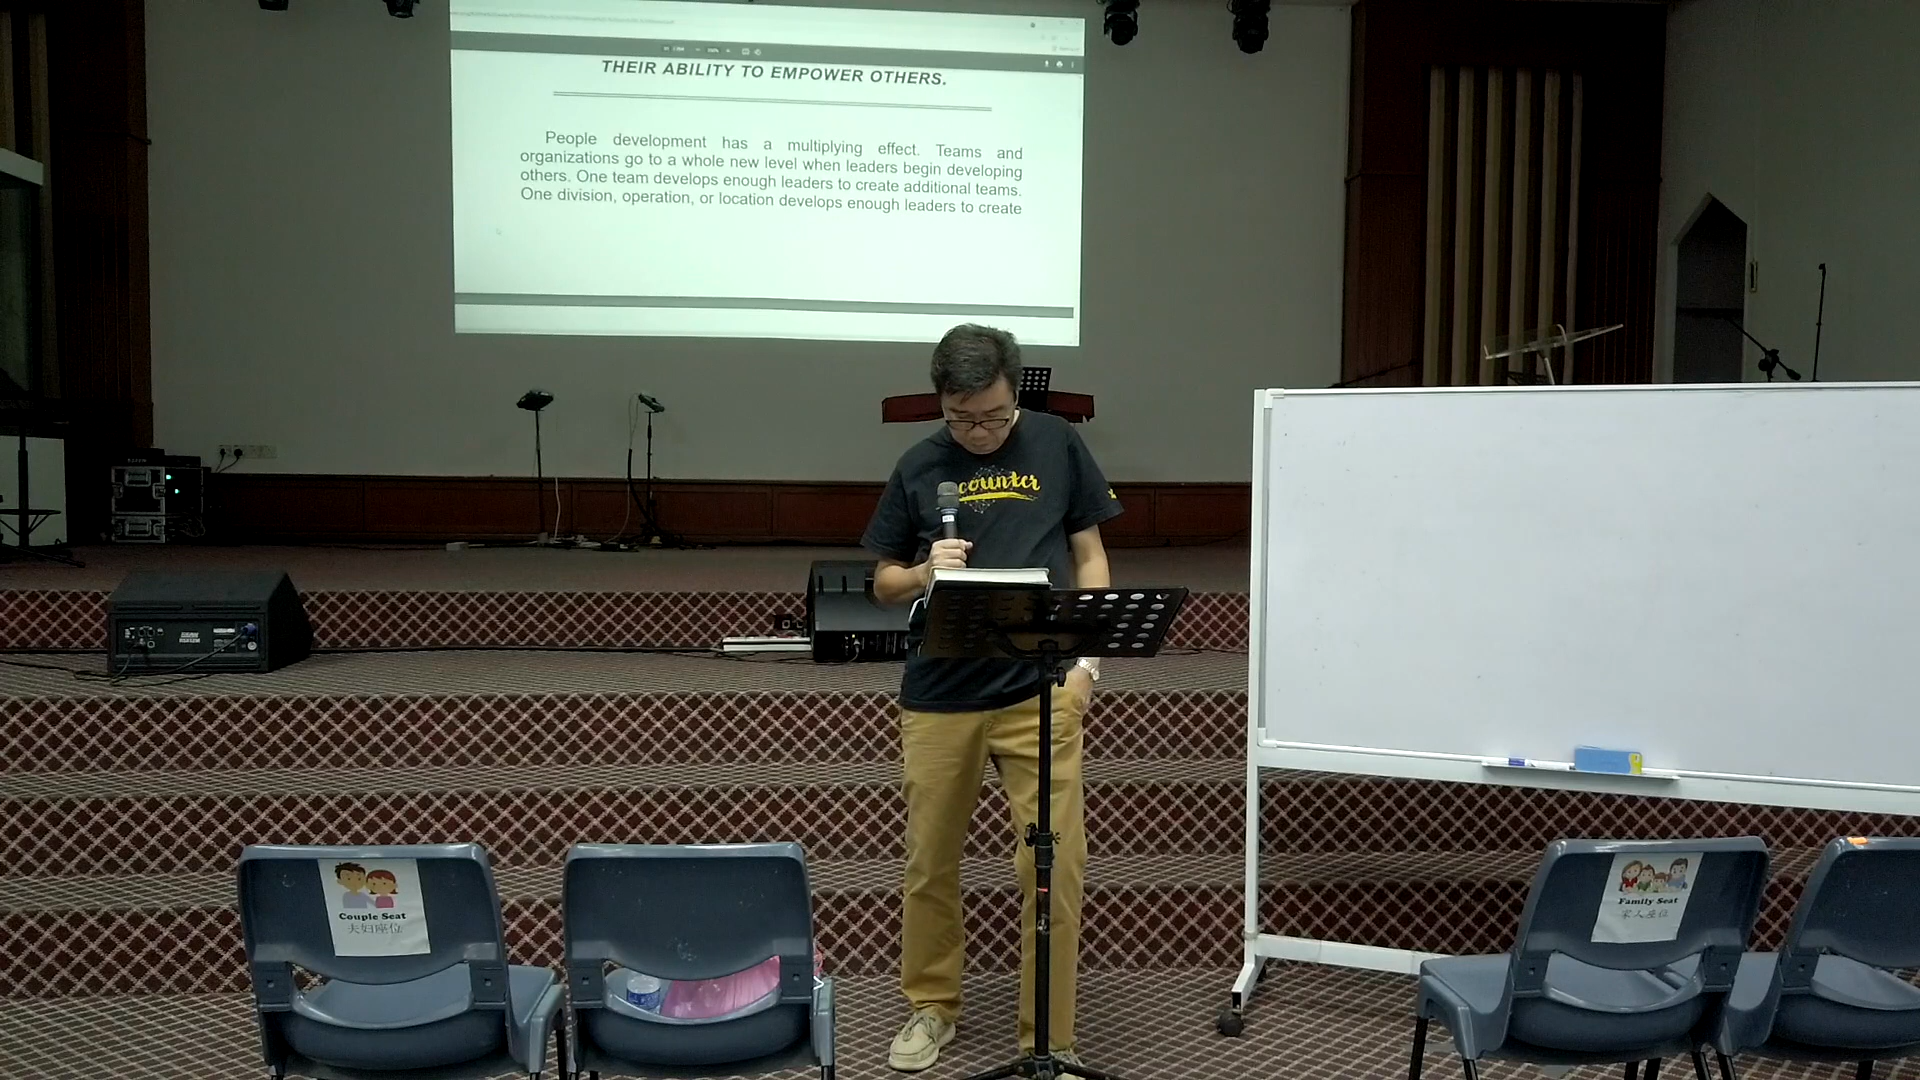 THEIR ABILITY TO EMPOWER OTHERS.
People development has a multiplying effect. Teams and
organizations go to a whole new level when leaders begin developing
others. One team develops enough leaders to create additional teams.
One division, operation, or location develops enough leaders to create
counter
Couple Seat
夫妇座位
Family Seat
家人座位